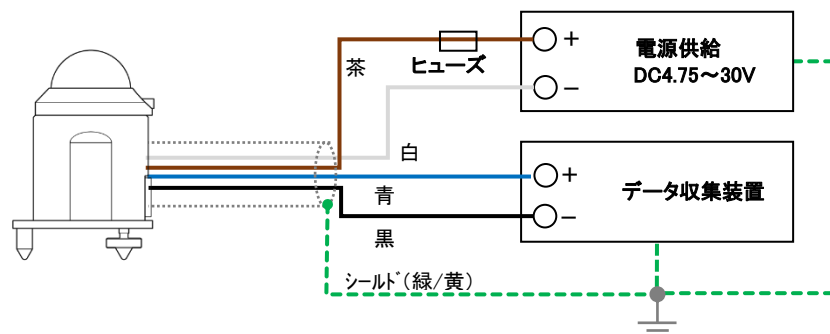 茶
ヒューズ
+
−
電源供給
DC4.75~30V
白
青
黒
+
−
データ収集装置
シールド(緑/黄)